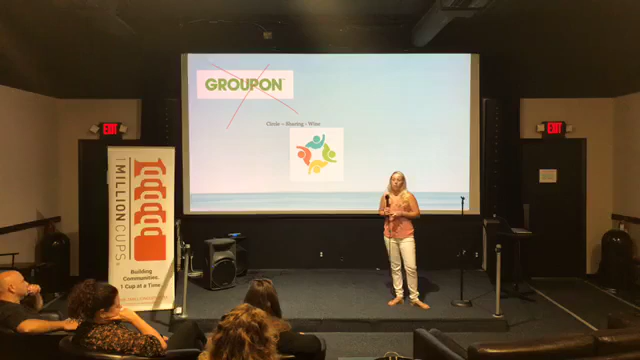 GROUPON
Circle - Sharing - Wine
EXIT
EXIT
1 MILLION CUPS
Building
Communities.
1 Cup at a Time